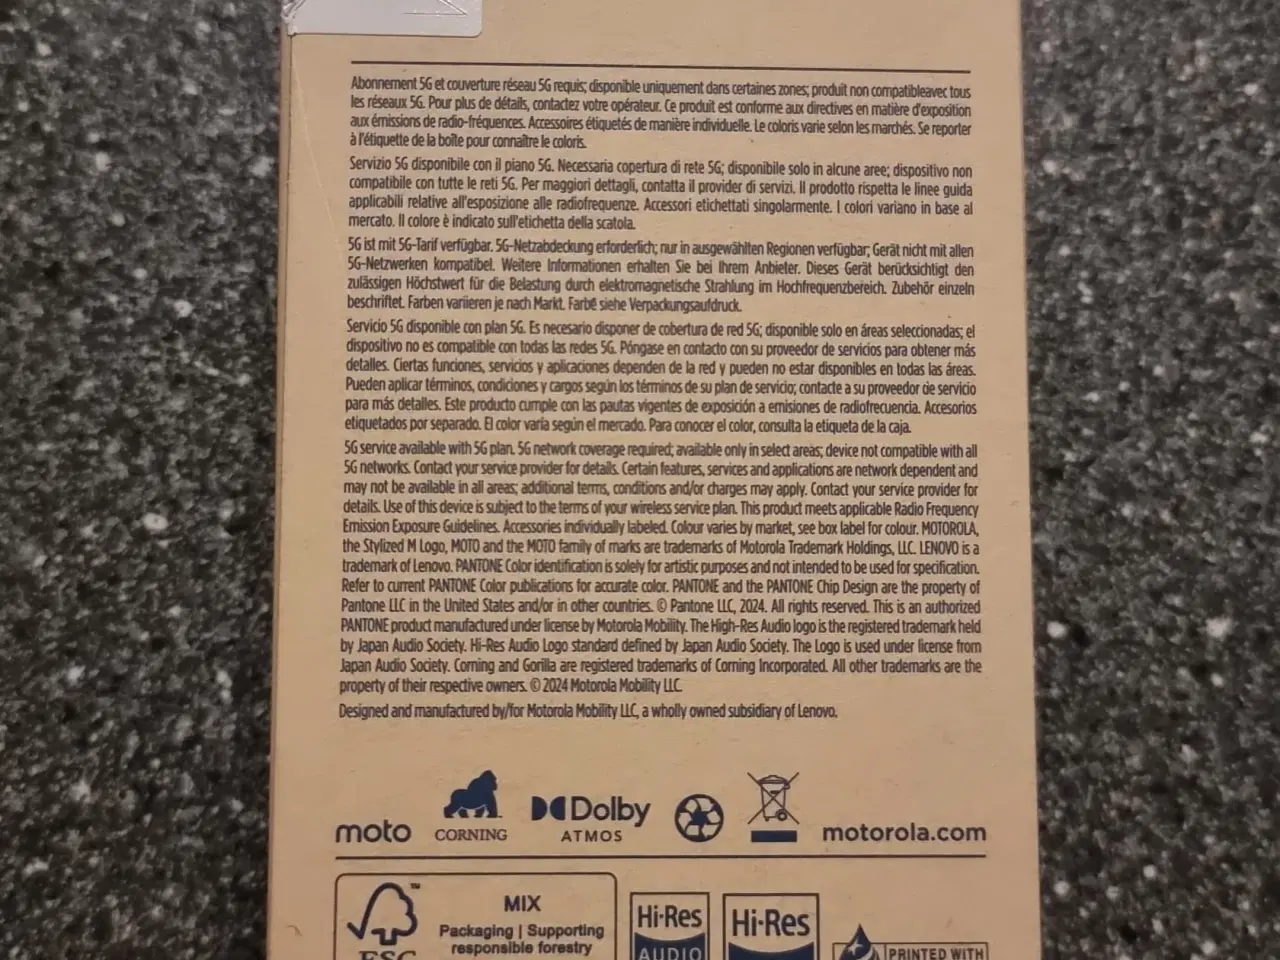 Abonnement 5G et couverture réseau 5G requis; disponible uniquement dans certaines zones; produit non compatibleavec tous
les réseaux 5G. Pour plus de détails, contactez votre opérateur. Ce produit est conforme aux directives en matière d'exposition
aux émissions de radio-fréquences. Accessoires étiquetés de manière individuelle. Le coloris varie selon les marchés. Se reporter
à l'étiquette de la boîte pour connaître le coloris.
Servizio 5G disponibile con il piano 5G. Necessaria copertura di rete 5G; disponibile solo in alcune aree; dispositivo non
compatibile con tutte le reti 5G. Per maggiori dettagli, contatta il provider di servizi. Il prodotto rispetta le linee guida
applicabili relative all'esposizione alle radiofrequenze. Accessori etichettati singolarmente. I colori variano in base al
mercato. Il colore è indicato sull'etichetta della scatola.
5G ist mit 5G-Tarif verfügbar. 5G-Netzabdeckung erforderlich; nur in ausgewählten Regionen verfügbar; Gerät nicht mit allen
5G-Netzwerken kompatibel. Weitere Informationen erhalten Sie bei Ihrem Anbieter. Dieses Gerät berücksichtigt den
zulässigen Höchstwert für die Belastung durch elektromagnetische Strahlung im Hochfrequenzbereich. Zubehör einzeln
beschriftet. Farben variieren je nach Markt. Farbe siehe Verpackungsaufdruck.
Servicio 5G disponible con plan 5G. Es necesario disponer de cobertura de red 5G; disponible solo en áreas seleccionadas; el
dispositivo no es compatible con todas las redes 5G. Póngase en contacto con su proveedor de servicios para obtener más
detalles. Ciertas funciones, servicios y aplicaciones dependen de la red y pueden no estar disponibles en todas las áreas.
Pueden aplicar términos, condiciones y cargos según los términos de su plan de servicio; contacte a su proveedor de servicio
para más detalles. Este producto cumple con las pautas vigentes de exposición a emisiones de radiofrecuencia. Accesorios
etiquetados por separado. El color varía según el mercado. Para conocer el color, consulta la etiqueta de la caja.
5G service available with 5G plan. 5G network coverage required; available only in select areas; device not compatible with all
5G networks. Contact your service provider for details. Certain features, services and applications are network dependent and
may not be available in all areas; additional terms, conditions and/or charges may apply. Contact your service provider for
details. Use of this device is subject to the terms of your wireless service plan. This product meets applicable Radio Frequency
Emission Exposure Guidelines. Accessories individually labeled. Colour varies by market, see box label for colour. MOTOROLA,
the Stylized M Logo, MOTO and the MOTO family of marks are trademarks of Motorola Trademark Holdings, LLC. LENOVO is a
trademark of Lenovo. PANTONE Color identification is solely for artistic purposes and not intended to be used for specification.
Refer to current PANTONE Color publications for accurate color. PANTONE and the PANTONE Chip Design are the property of
Pantone LLC in the United States and/or in other countries. © Pantone LLC, 2024. All rights reserved. This is an authorized
PANTONE product manufactured under license by Motorola Mobility. The High-Res Audio logo is the registered trademark held
by Japan Audio Society. Hi-Res Audio Logo standard defined by Japan Audio Society. The Logo is used under license from
Japan Audio Society. Corning and Gorilla are registered trademarks of Corning Incorporated. All other trademarks are the
property of their respective owners. © 2024 Motorola Mobility LLC.
Designed and manufactured by/for Motorola Mobility LLC, a wholly owned subsidiary of Lenovo.
moto CORNING Dolby ATMOS motorola.com
FSC
MIX
Packaging | Supporting
responsible forestry
Hi-Res
AUDIO
Hi-Res
PRINTED WITH